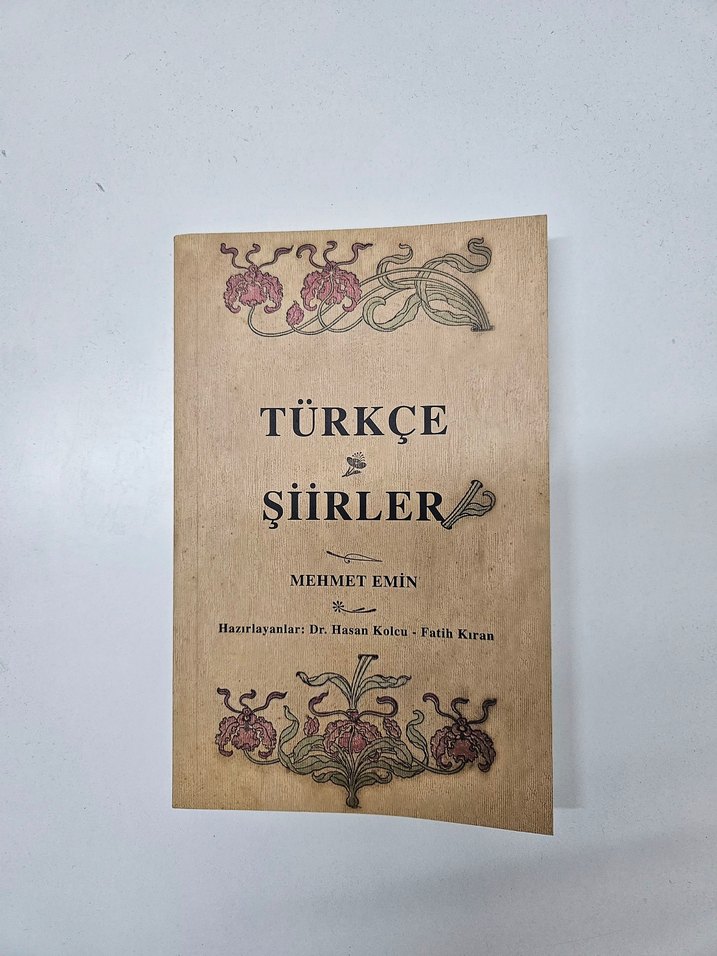 TÜRKÇE
ŞİİRLER
MEHMET EMİN
Hazırlayanlar: Dr. Hasan Kolcu - Fatih Kıran